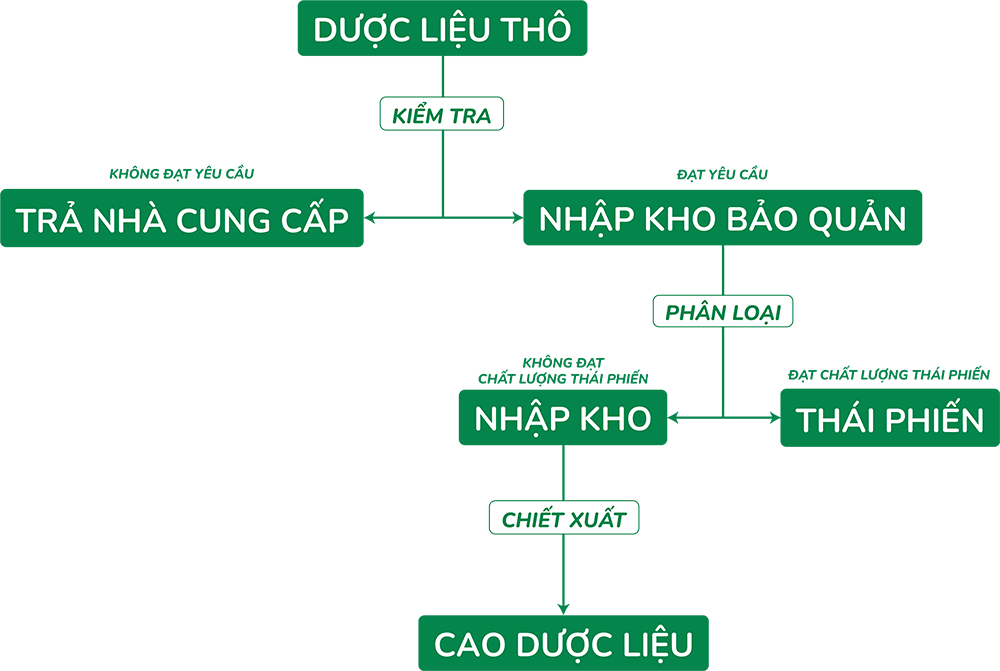 DƯỢC LIỆU THÔ
KIỂM TRA
KHÔNG ĐẠT YÊU CẦU
ĐẠT YÊU CẦU
TRẢ NHÀ CUNG CẤP
NHẬP KHO BẢO QUẢN
PHÂN LOẠI
KHÔNG ĐẠT
CHẤT LƯỢNG THÁI PHIẾN
ĐẠT CHẤT LƯỢNG THÁI PHIẾN
NHẬP KHO
THÁI PHIẾN
CHIẾT XUẤT
CAO DƯỢC LIỆU